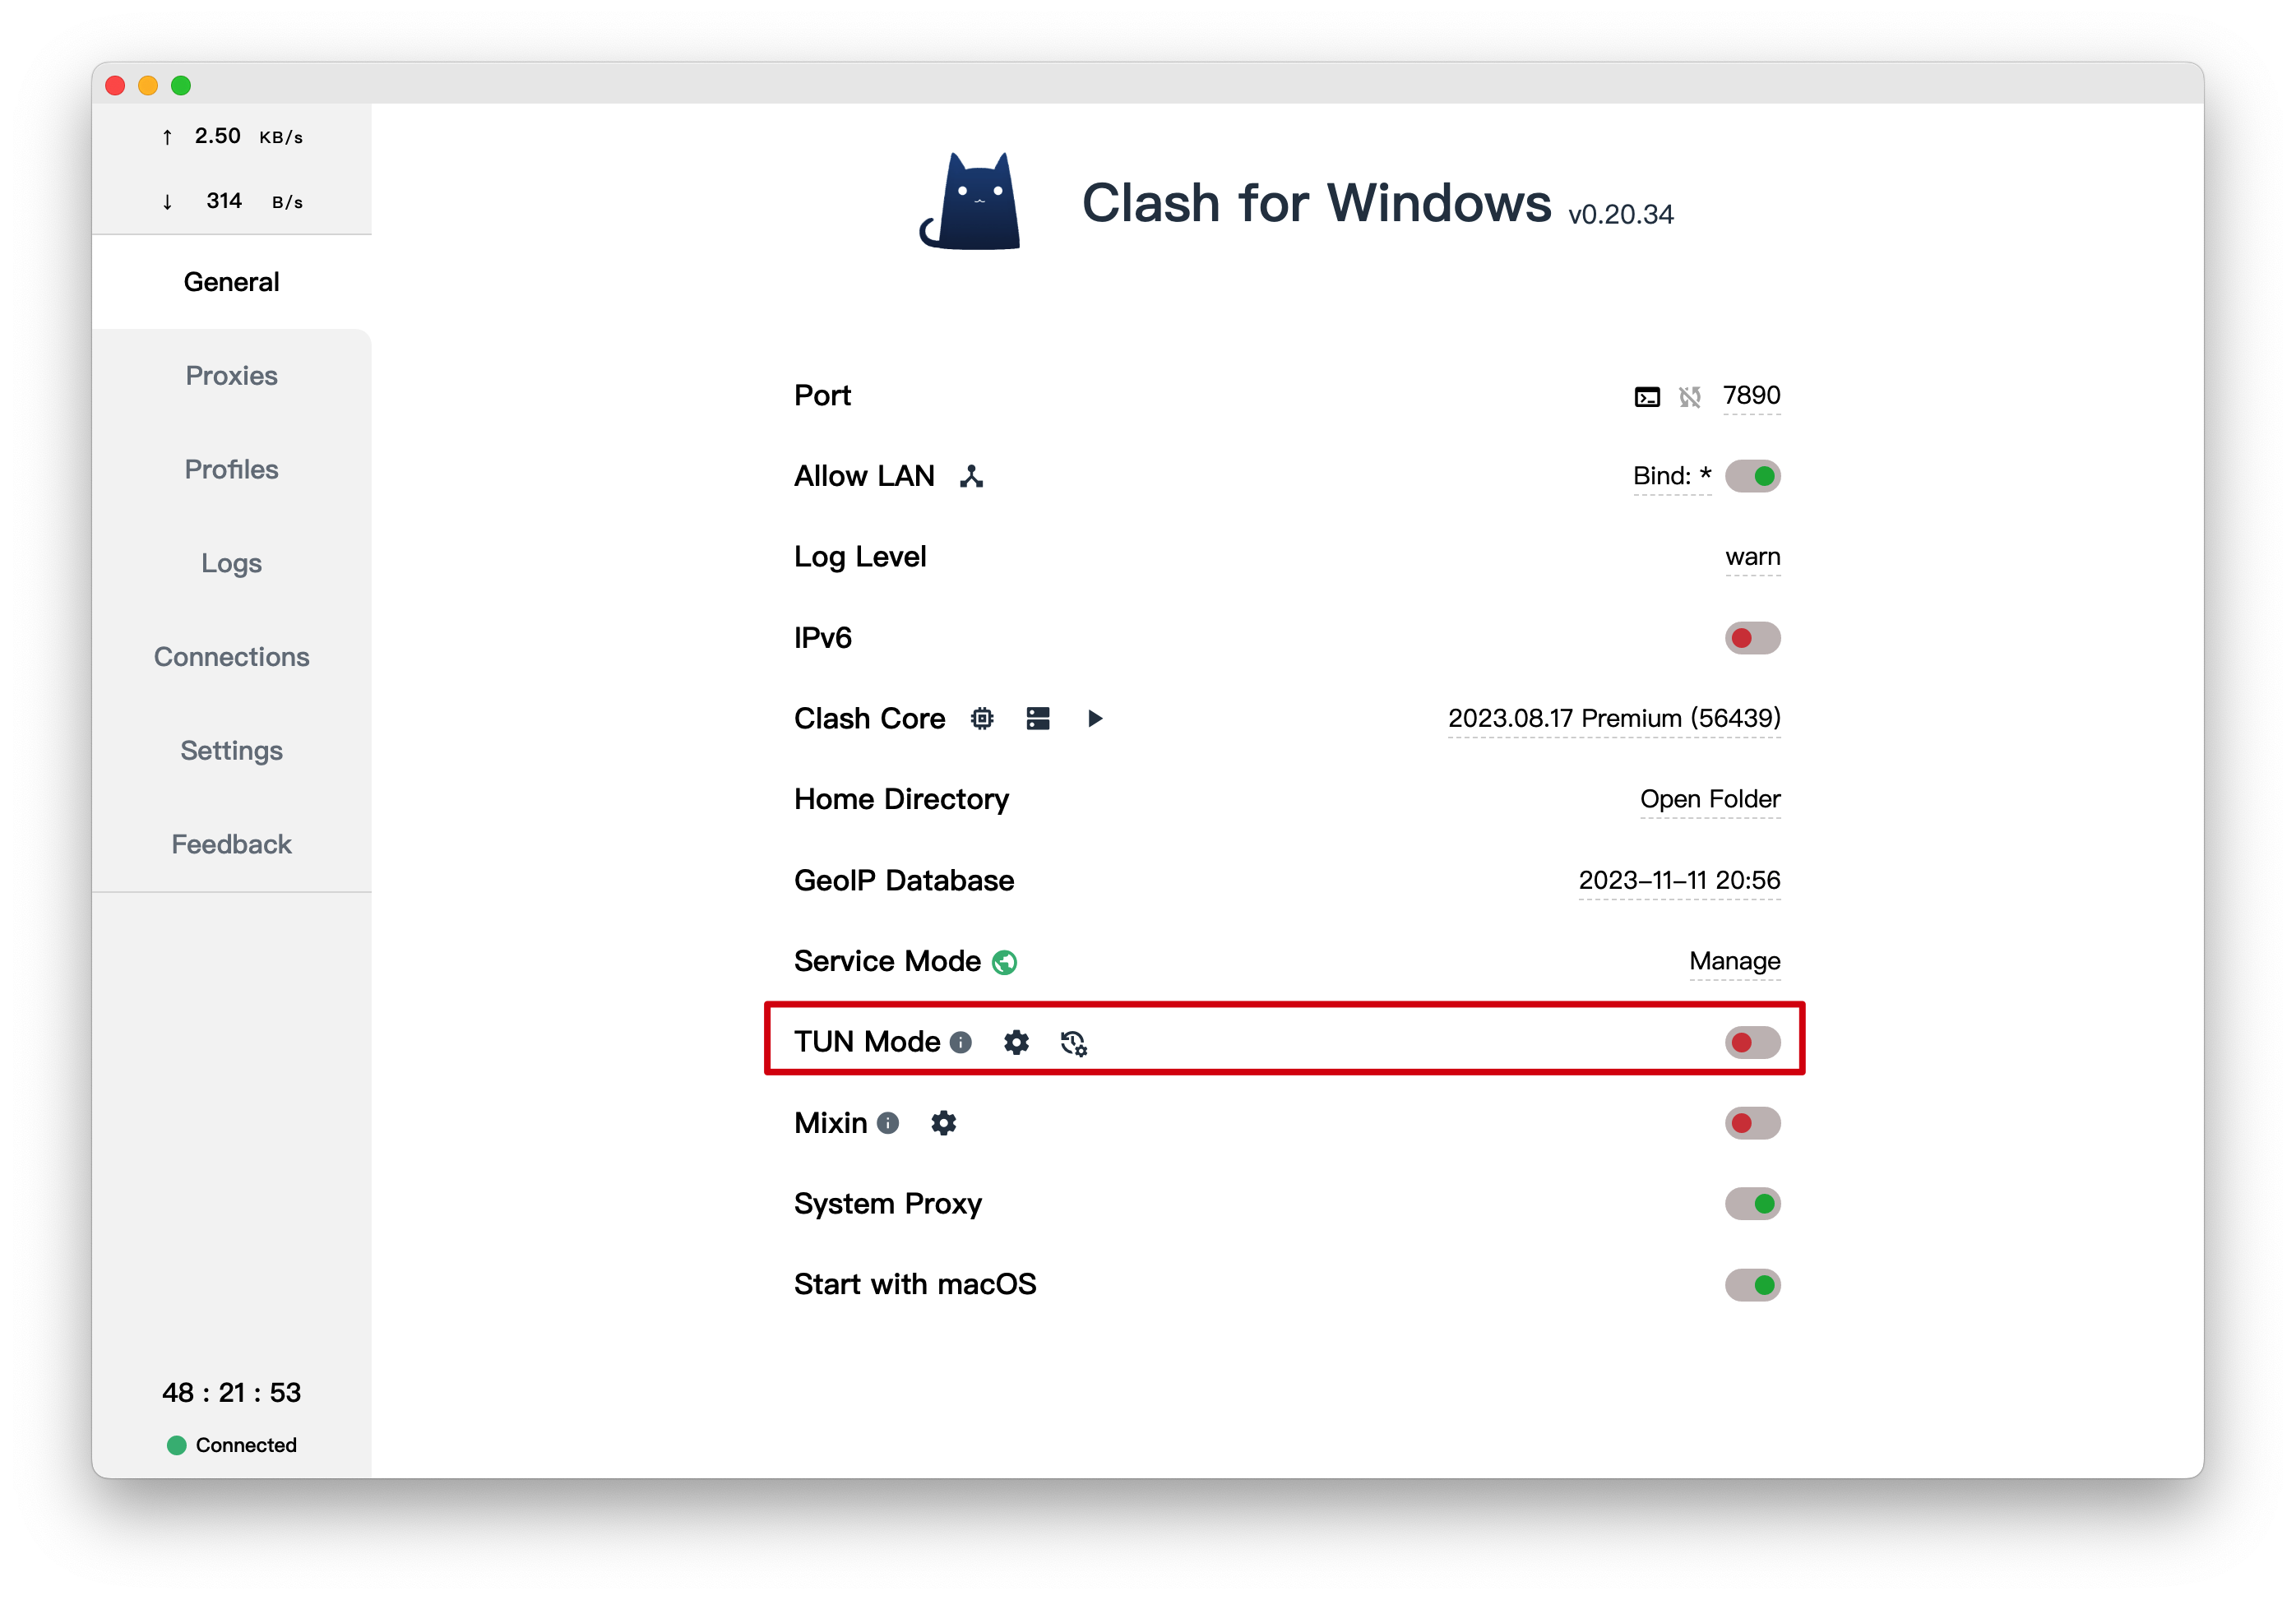 ↑ 2.50 KB/s
↓ 314 B/s
General
Proxies
Profiles
Logs
Connections
Settings
Feedback
48 : 21 : 53
Connected
Clash for Windows v0.20.34
Port 7890
Allow LAN Bind: *
Log Level warn
IPv6
Clash Core 2023.08.17 Premium (56439)
Home Directory Open Folder
GeoIP Database 2023-11-11 20:56
Service Mode Manage
TUN Mode
Mixin
System Proxy
Start with macOS